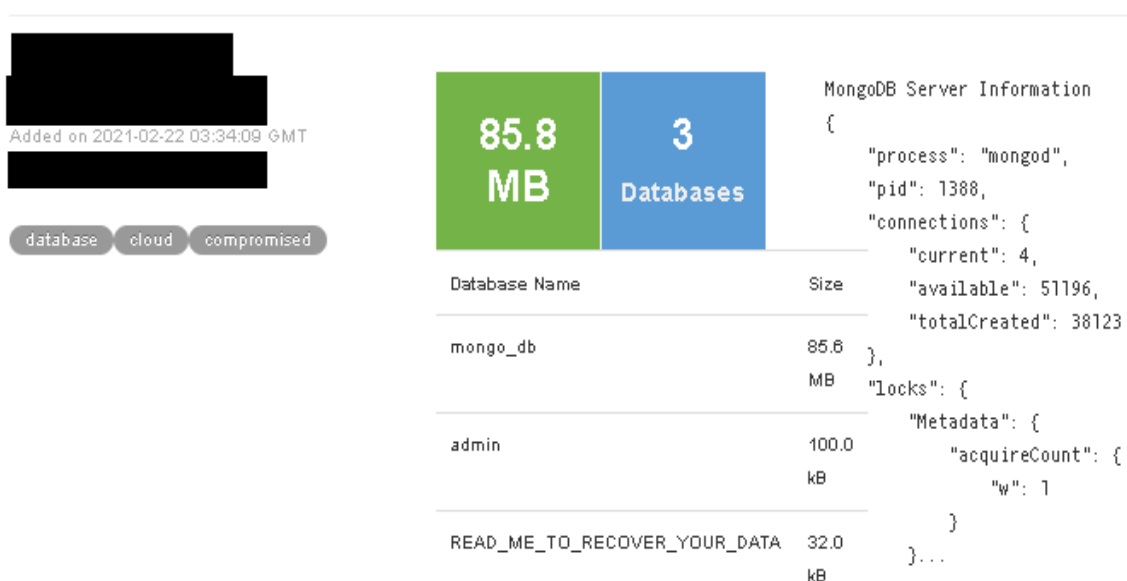 Added on 2021-02-22 03:34:09 GMT
database cloud compromised
85.8
MB
3
Databases
Database Name Size
mongo_db 85.6
MB
admin 100.0
kB
READ_ME_TO_RECOVER_YOUR_DATA 32.0
kB
MongoDB Server Information
{
"process": "mongod",
"pid": 1388,
"connections": {
"current": 4,
"available": 51196,
"totalCreated": 38123
},
"locks": {
"Metadata": {
"acquireCount": {
"w": 1
}
}...